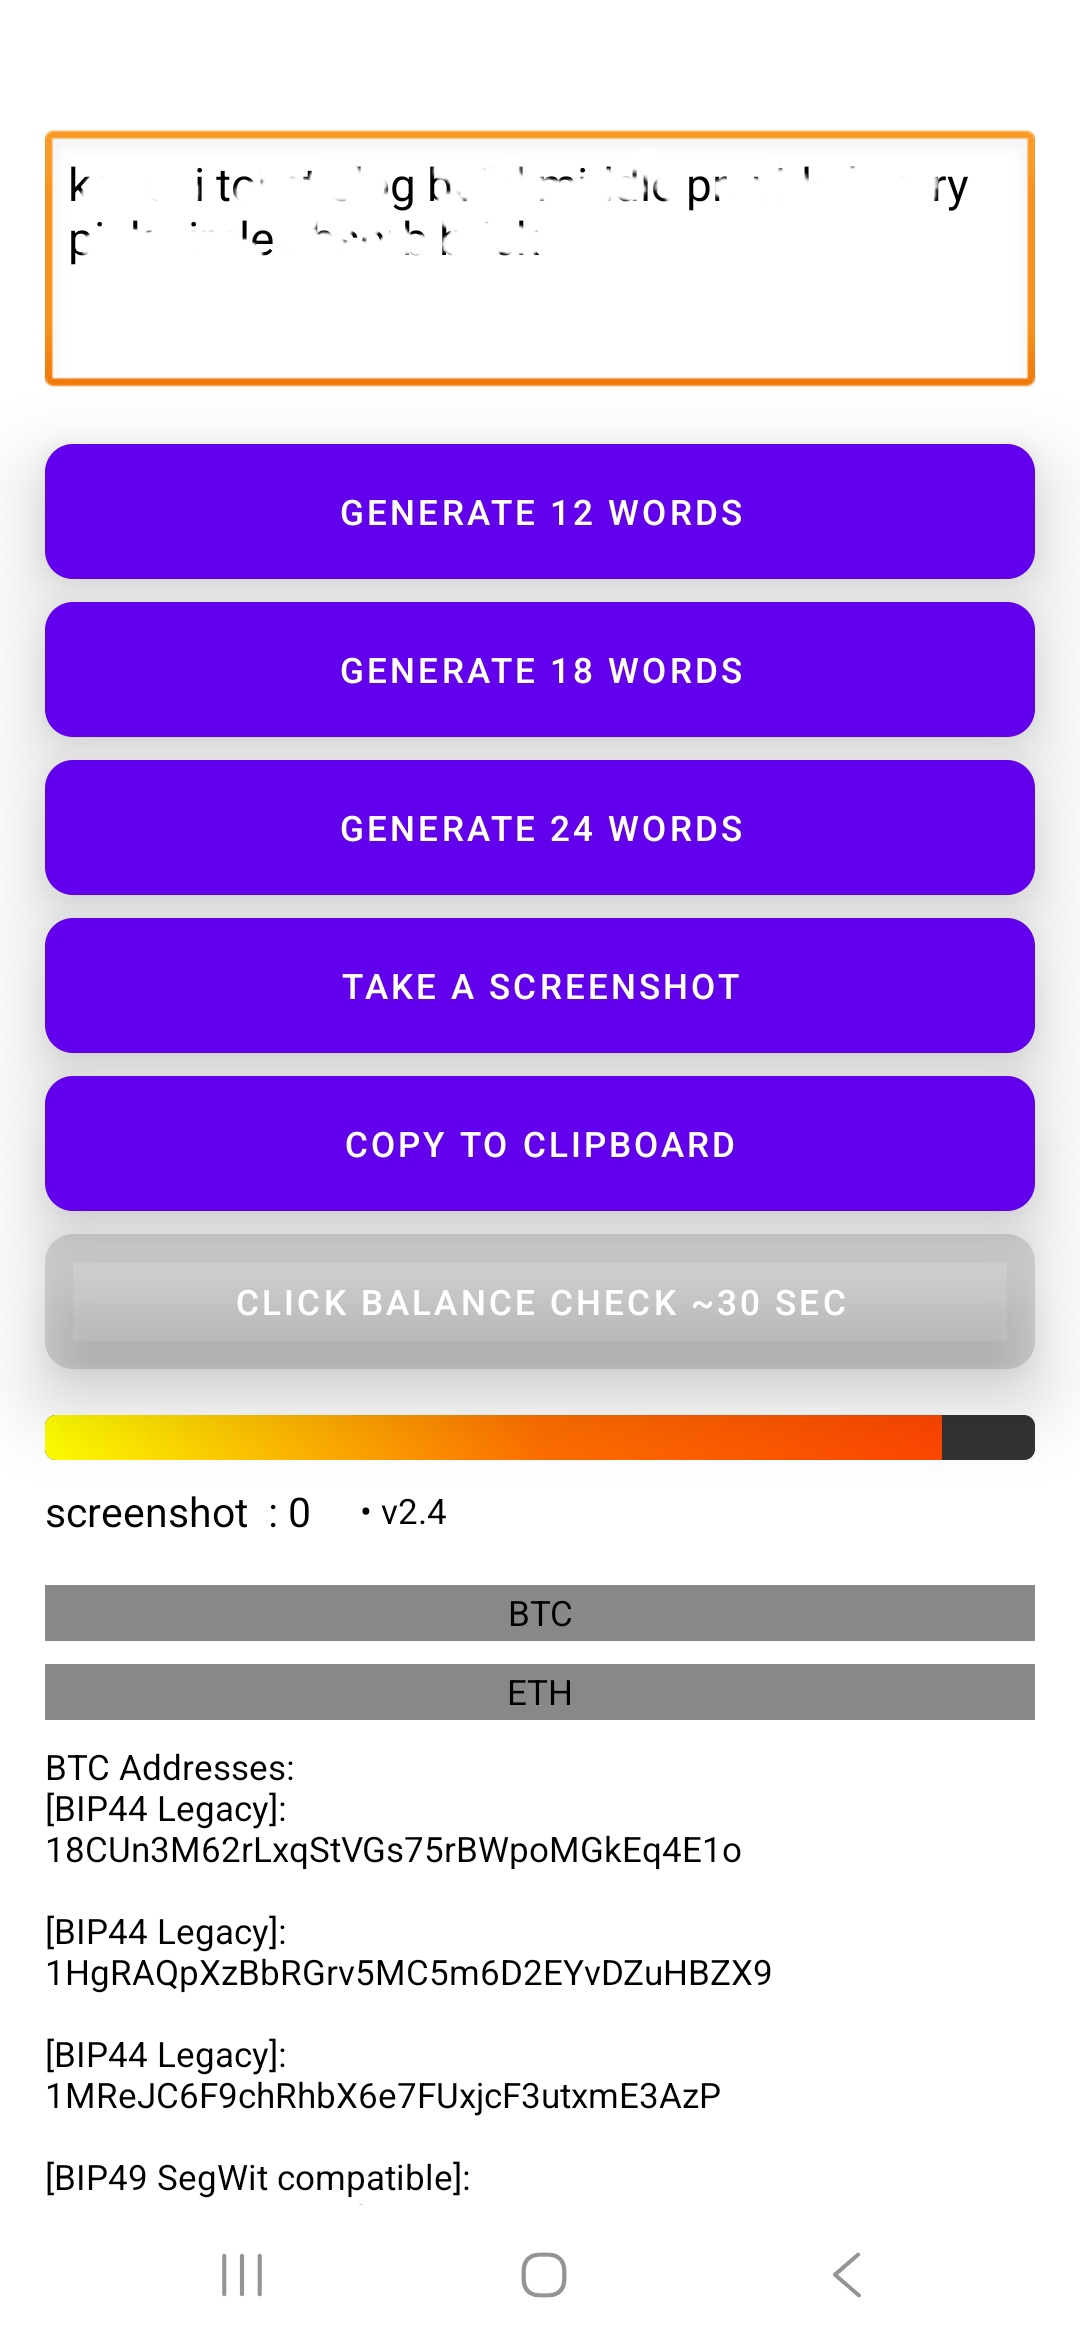 GENERATE 12 WORDS
GENERATE 18 WORDS
GENERATE 24 WORDS
TAKE A SCREENSHOT
COPY TO CLIPBOARD
CLICK BALANCE CHECK ~30 SEC
screenshot : 0 • v2.4
BTC
ETH
BTC Addresses:
[BIP44 Legacy]:
18CUn3M62rLxqStVGs75rBWpoMGkEq4E1o
[BIP44 Legacy]:
1HgRAQpXzBbRGrv5MC5m6D2EYvDZuHBZX9
[BIP44 Legacy]:
1MReJC6F9chRhbX6e7FUxjcF3utxmE3AzP
[BIP49 SegWit compatible]: